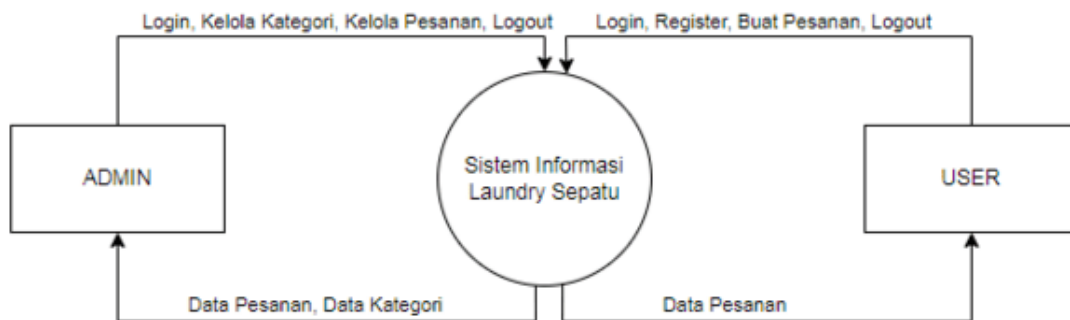 Login, Kelola Kategori, Kelola Pesanan, Logout
Login, Register, Buat Pesanan, Logout
ADMIN
Sistem Informasi
Laundry Sepatu
USER
Data Pesanan, Data Kategori
Data Pesanan